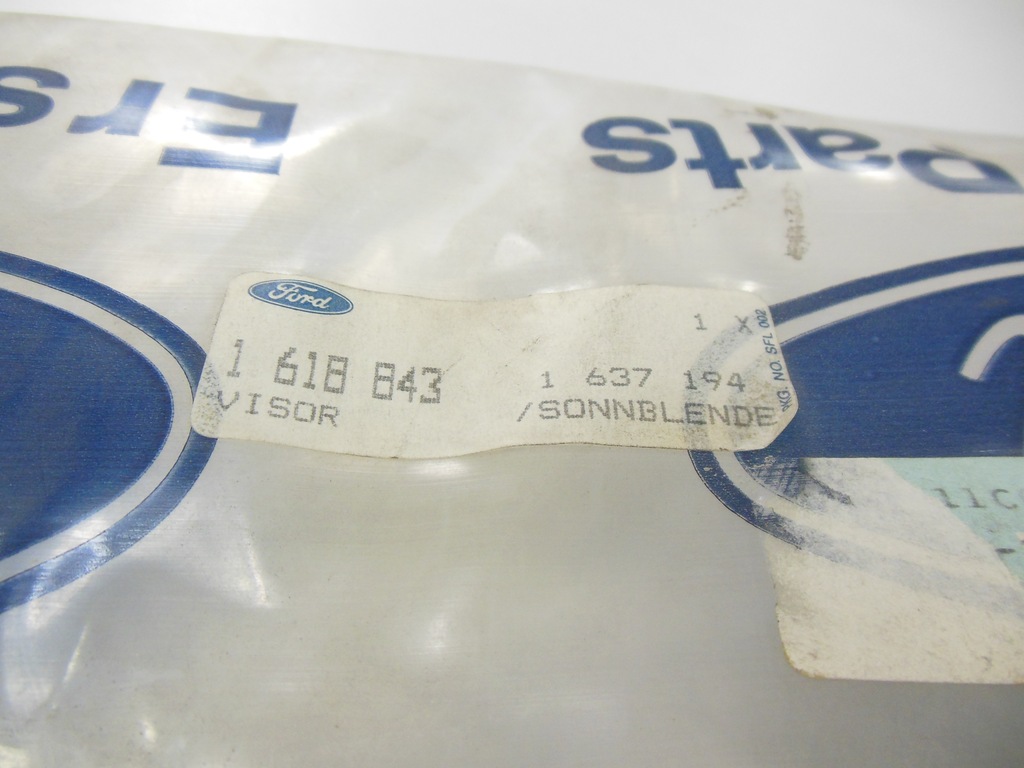 Ers
Parts
Ford
1 X
1 618 843
1 637 194
VISOR
/SONNBLENDE
PKG. NO. SFL 002
11C